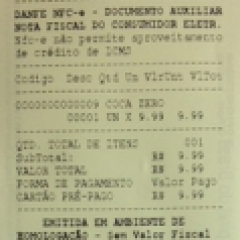 DANFE NFC-e - DOCUMENTO AUXILIAR
NOTA FISCAL DO CONSUMIDOR ELETR.
Nfc-e não permite aproveitamento
de crédito de ICMS
--------------------------------
Codigo Desc Qtd Un VlrUnt VlTot
--------------------------------
0000000000009 COCA ZERO
00001 UN X 9.99 9.99
--------------------------------
QTD. TOTAL DE ITENS 001
SubTotal: R$ 9.99
VALOR TOTAL R$ 9.99
FORMA DE PAGAMENTO Valor Pago
CARTÃO PRÉ-PAGO R$ 9.99
--------------------------------
EMITIDA EM AMBIENTE DE
HOMOLOGAÇÃO - sem Valor Fiscal